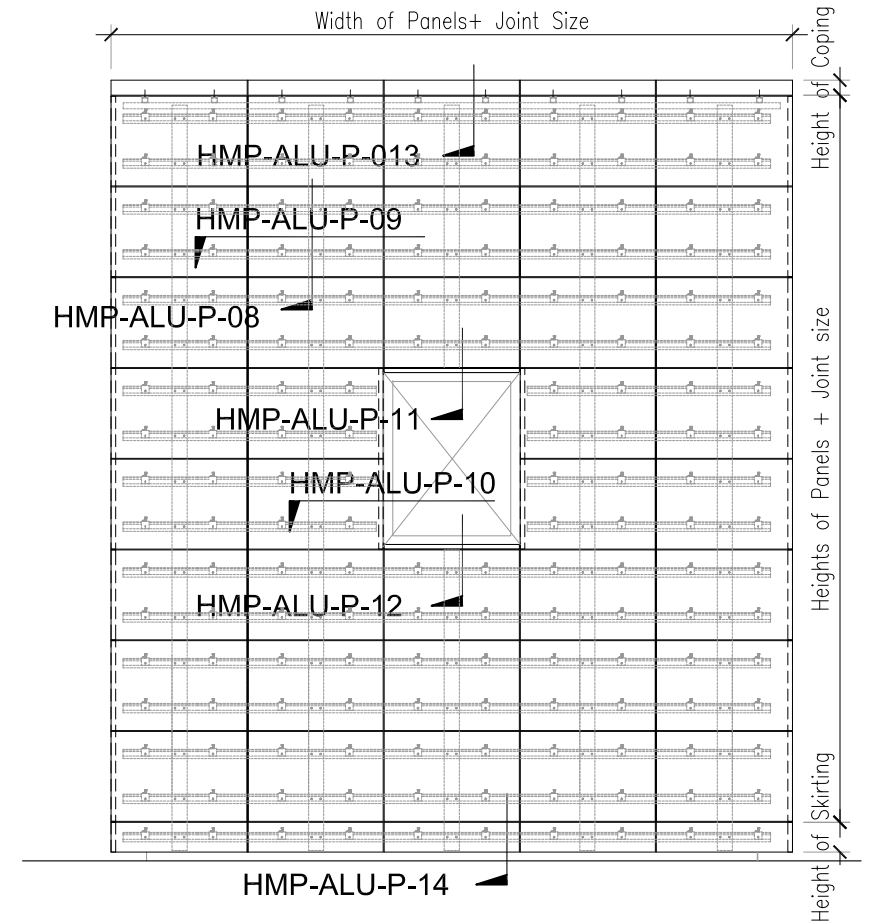 Width of Panels+ Joint Size
Height of Coping
HMP-ALU-P-013
HMP-ALU-P-09
HMP-ALU-P-08
Heights of Panels + Joint size
HMP-ALU-P-11
HMP-ALU-P-10
HMP-ALU-P-12
Height of Skirting
HMP-ALU-P-14